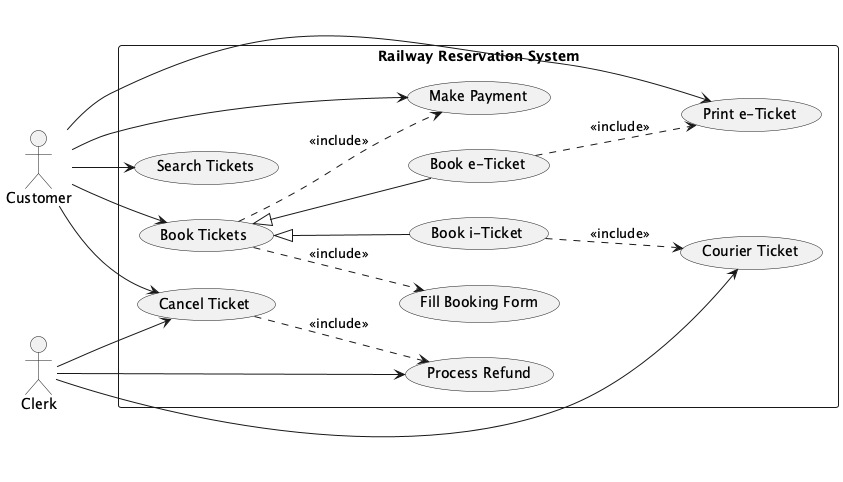 Railway Reservation System
Make Payment
Print e-Ticket
«include»
«include»
Search Tickets
Book e-Ticket
Customer
Book Tickets
Book i-Ticket
«include»
Courier Ticket
«include»
Cancel Ticket
Fill Booking Form
«include»
Process Refund
Clerk